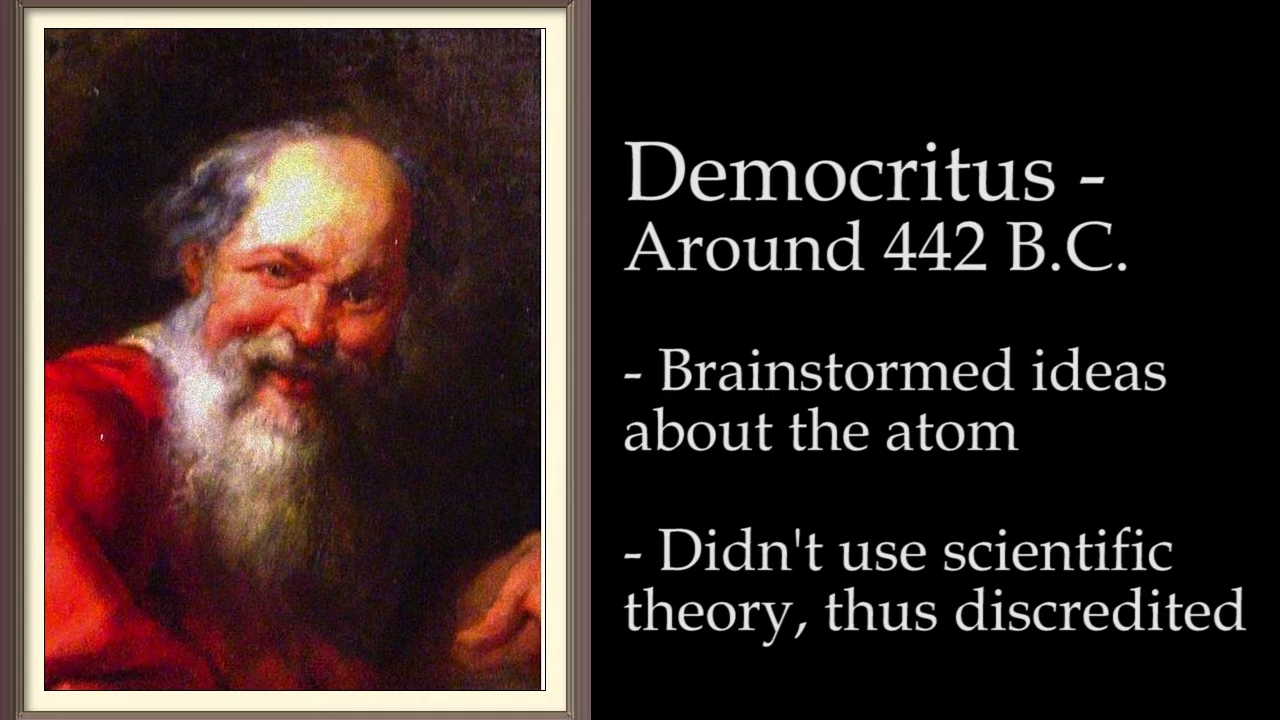 Democritus -
Around 442 B.C.
- Brainstormed ideas
about the atom
- Didn't use scientific
theory, thus discredited